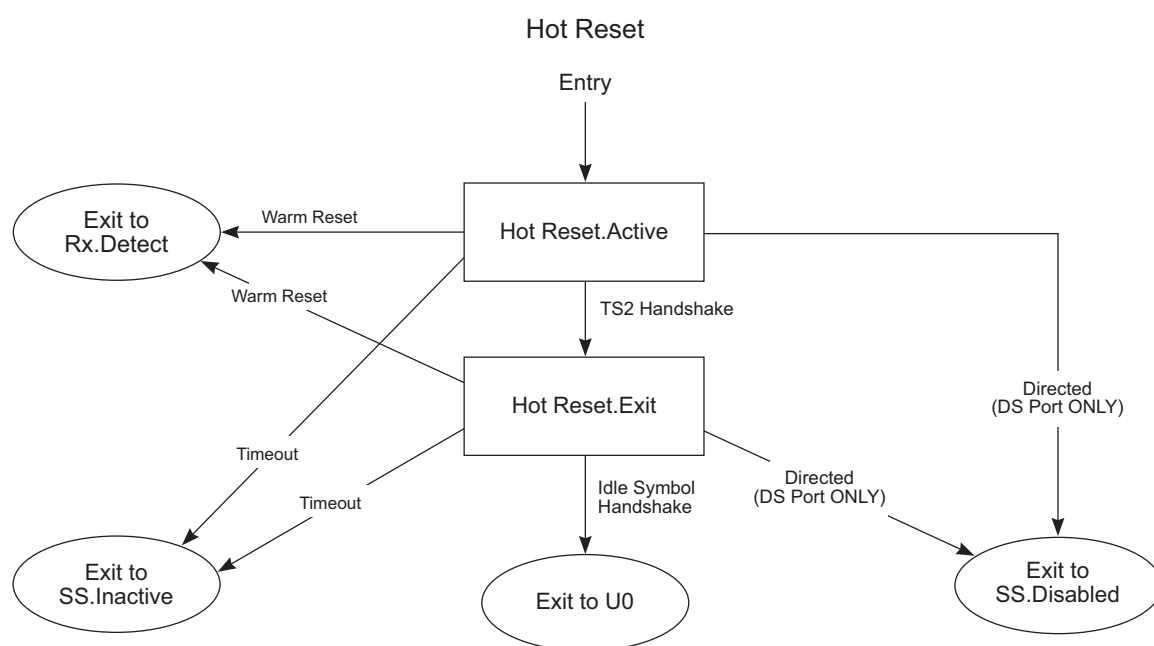 Hot Reset
Entry
Exit to
Rx.Detect
Warm Reset
Hot Reset.Active
Warm Reset
TS2 Handshake
Hot Reset.Exit
Directed
(DS Port ONLY)
Timeout
Timeout
Idle Symbol
Handshake
Directed
(DS Port ONLY)
Exit to
SS.Inactive
Exit to U0
Exit to
SS.Disabled